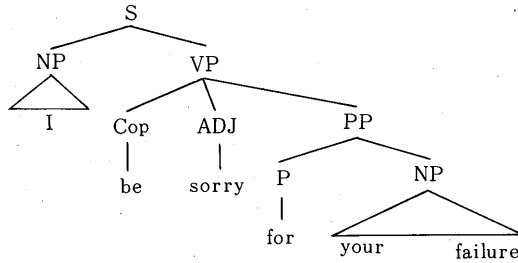 S
NP VP
I
Cop ADJ PP
be sorry P NP
for your failure